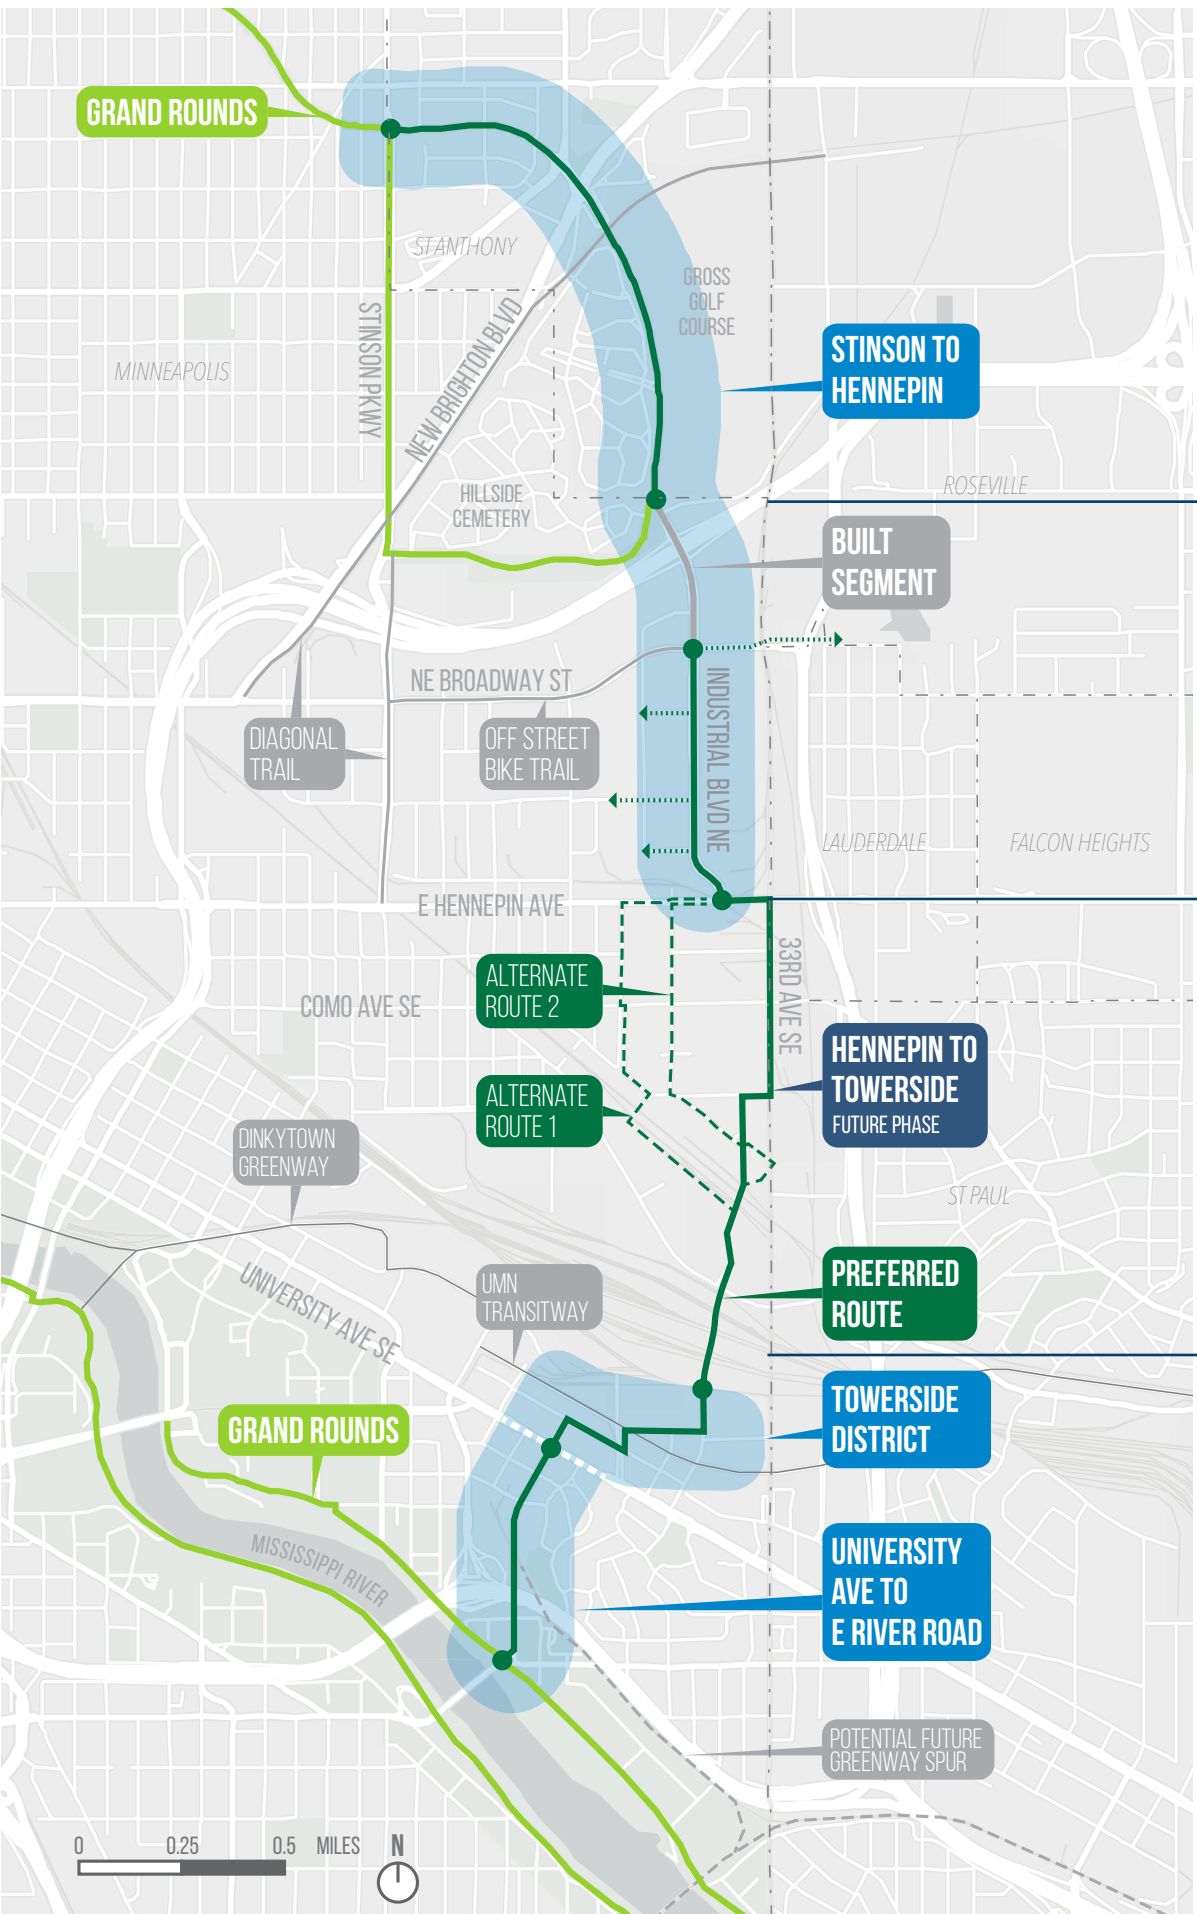 GRAND ROUNDS
ST ANTHONY
GROSS
GOLF
COURSE
STINSON PKWY
NEW BRIGHTON BLVD
MINNEAPOLIS
STINSON TO
HENNEPIN
HILLSIDE
CEMETERY
ROSEVILLE
BUILT
SEGMENT
NE BROADWAY ST
INDUSTRIAL BLVD NE
DIAGONAL
TRAIL
OFF STREET
BIKE TRAIL
LAUDERDALE
FALCON HEIGHTS
E HENNEPIN AVE
33RD AVE SE
ALTERNATE
ROUTE 2
COMO AVE SE
HENNEPIN TO
TOWERSIDE
FUTURE PHASE
ALTERNATE
ROUTE 1
DINKYTOWN
GREENWAY
ST PAUL
UNIVERSITY AVE SE
UMN
TRANSITWAY
PREFERRED
ROUTE
TOWERSIDE
DISTRICT
GRAND ROUNDS
MISSISSIPPI RIVER
UNIVERSITY
AVE TO
E RIVER ROAD
POTENTIAL FUTURE
GREENWAY SPUR
0 0.25 0.5 MILES N